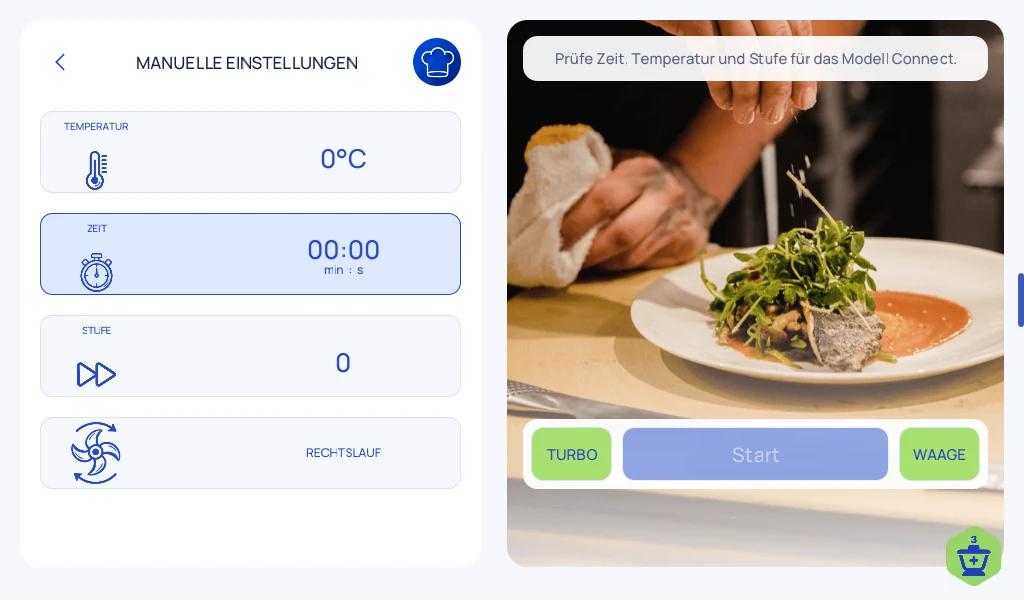 MANUELLE EINSTELLUNGEN
TEMPERATUR
0°C
ZEIT
00:00
min : s
STUFE
0
RECHTSLAUF
Prüfe Zeit, Temperatur und Stufe für das Modell Connect.
TURBO
Start
WAAGE
3